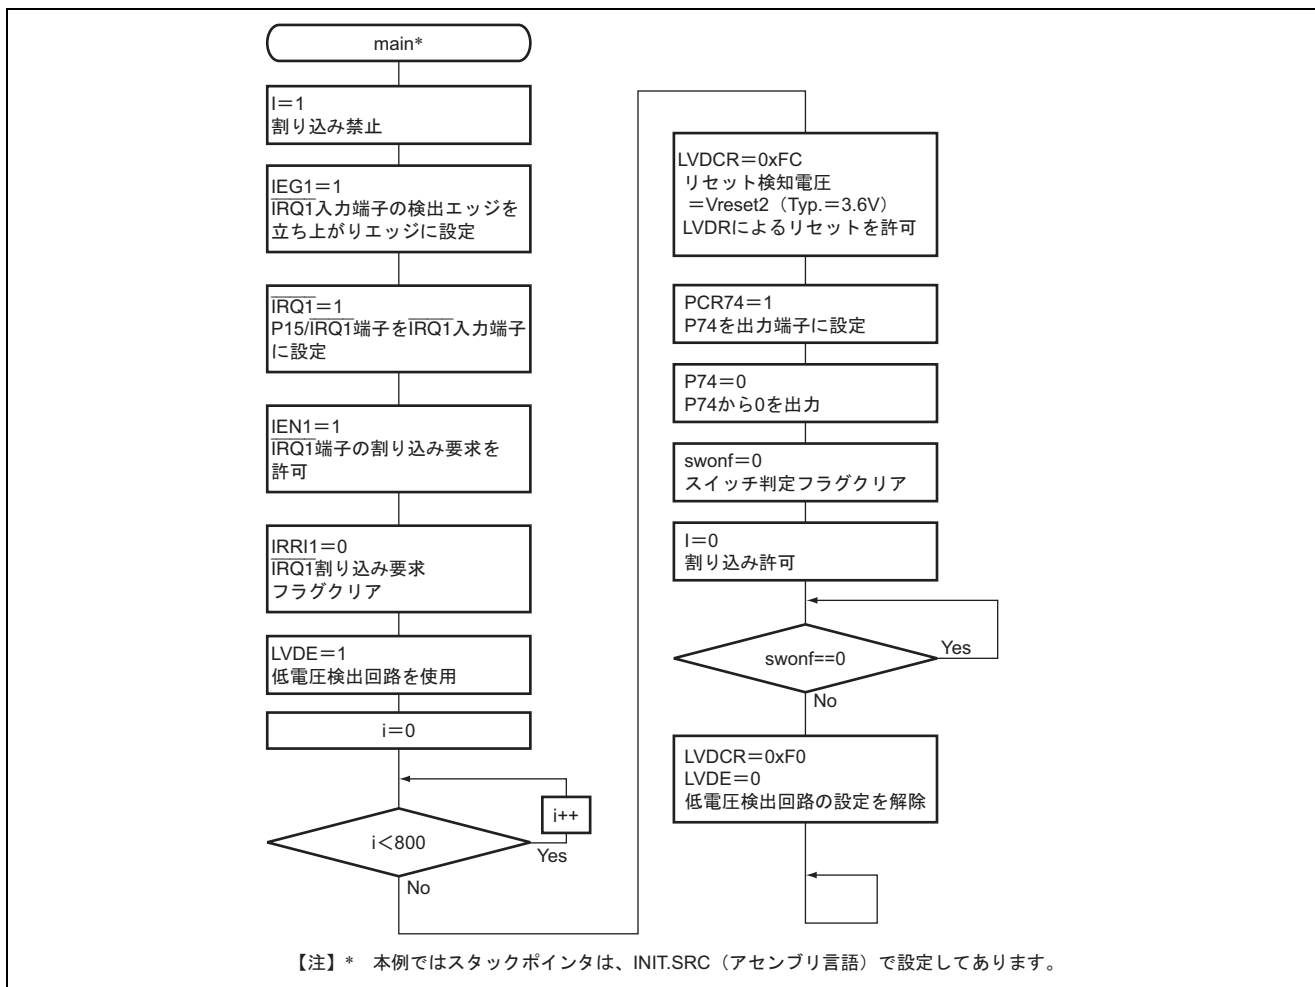 main*
I＝1
割り込み禁止
IEG1＝1
IRQ1入力端子の検出エッジを
立ち上がりエッジに設定
IRQ1＝1
P15/IRQ1端子をIRQ1入力端子
に設定
IEN1＝1
IRQ1端子の割り込み要求を
許可
IRRI1＝0
IRQ1割り込み要求
フラグクリア
LVDE＝1
低電圧検出回路を使用
i＝0
i++
i＜800
Yes
No
LVDCR＝0xFC
リセット検知電圧
＝Vreset2（Typ.＝3.6V）
LVDRによるリセットを許可
PCR74＝1
P74を出力端子に設定
P74＝0
P74から0を出力
swonf＝0
スイッチ判定フラグクリア
I＝0
割り込み許可
swonf==0
Yes
No
LVDCR＝0xF0
LVDE＝0
低電圧検出回路の設定を解除
【注】* 本例ではスタックポインタは、INIT.SRC（アセンブリ言語）で設定してあります。